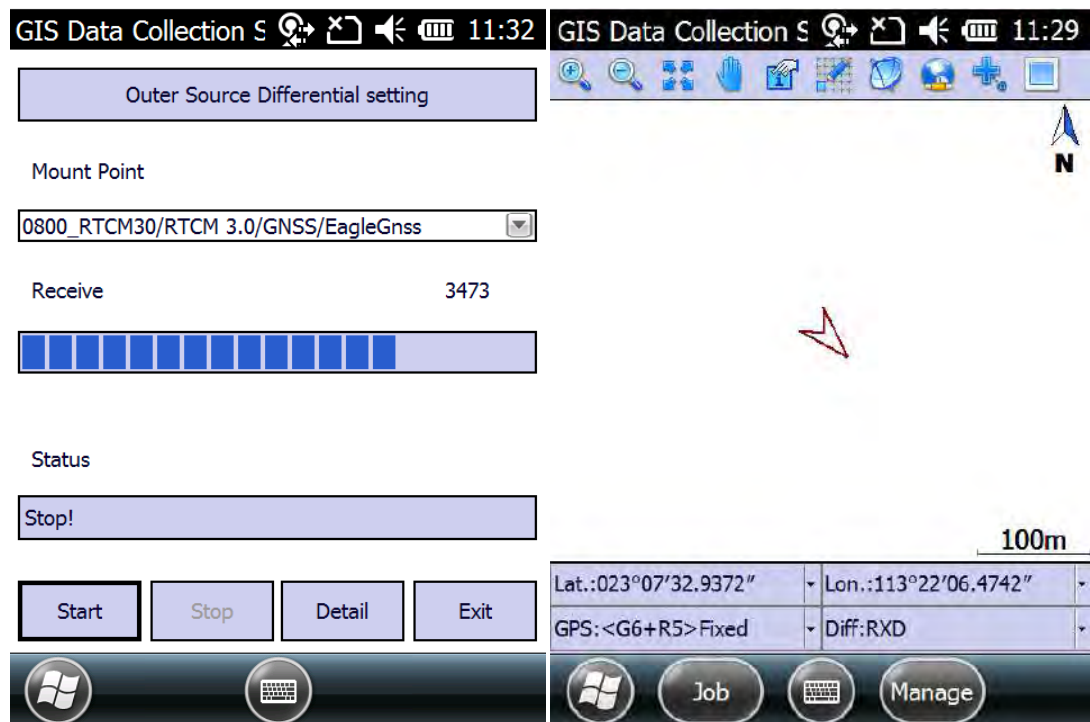 GIS Data Collection S 11:32
Outer Source Differential setting
Mount Point
0800_RTCM30/RTCM 3.0/GNSS/EagleGnss
Receive 3473
Status
Stop!
Start Stop Detail Exit
GIS Data Collection S 11:29
N
100m
Lat.:023°07′32.9372″ Lon.:113°22′06.4742″
GPS:<G6+R5>Fixed Diff:RXD
Job Manage